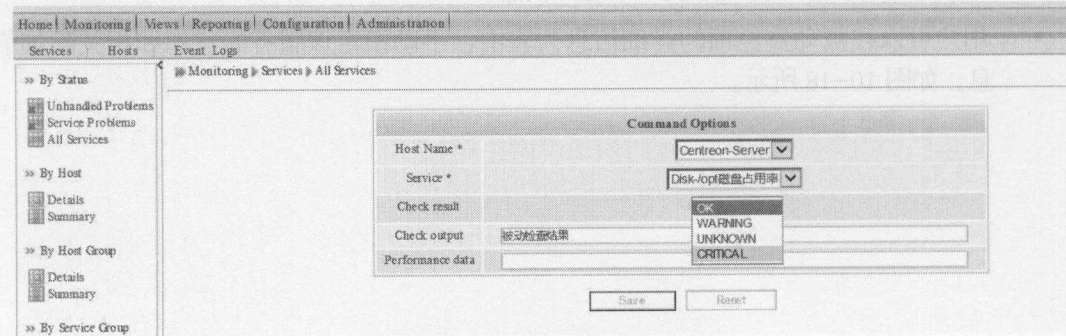 Home | Monitoring | Views | Reporting | Configuration | Administration |
Services | Hosts | Event Logs
Monitoring Services All Services
» By Status
Unhandled Problems
Service Problems
All Services
» By Host
Details
Summary
» By Host Group
Details
Summary
» By Service Group
Command Options
Host Name * Centreon-Server
Service * Disk-/opt磁盘占用率
Check result OK
WARNING
UNKNOWN
CRITICAL
Check output 被动检查结果
Performance data
Save Reset